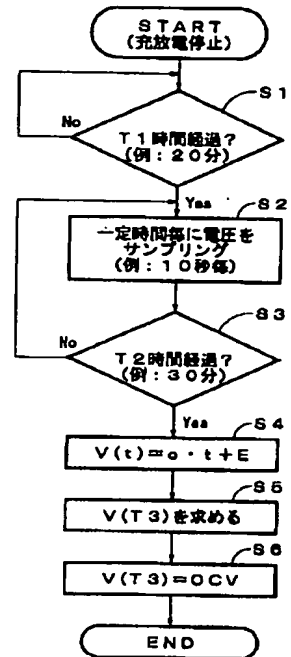 START
(充放電停止)
S1
No
T1時間経過?
(例:20分)
Yes
S2
一定時間毎に電圧を
サンプリング
(例:10秒毎)
S3
No
T2時間経過?
(例:30分)
Yes
S4
V(t)=c・t+E
S5
V(T3)を求める
S6
V(T3)=OCV
END